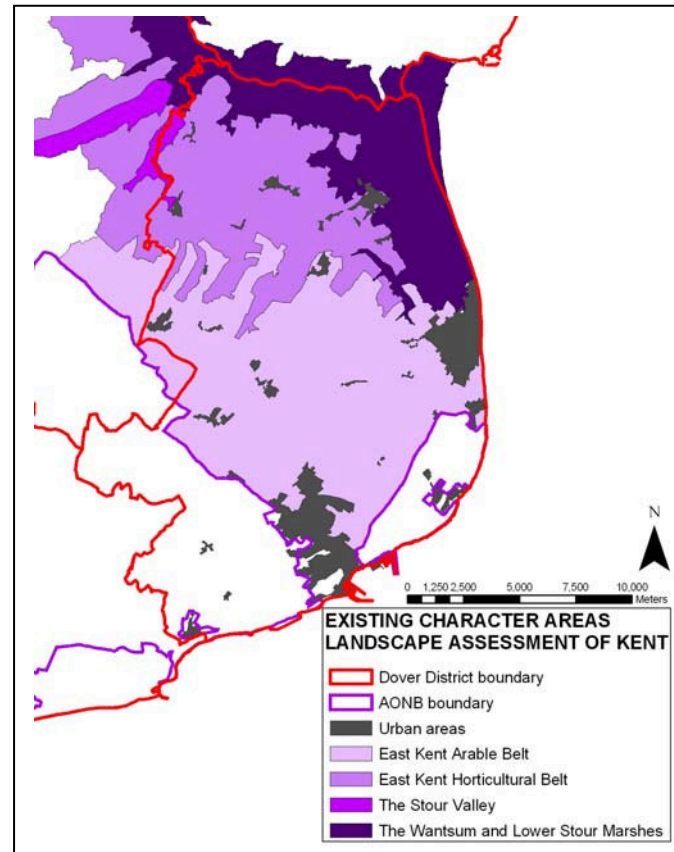 N
0 1,250 2,500 5,000 7,500 10,000
Meters
EXISTING CHARACTER AREAS
LANDSCAPE ASSESSMENT OF KENT
Dover District boundary
AONB boundary
Urban areas
East Kent Arable Belt
East Kent Horticultural Belt
The Stour Valley
The Wantsum and Lower Stour Marshes